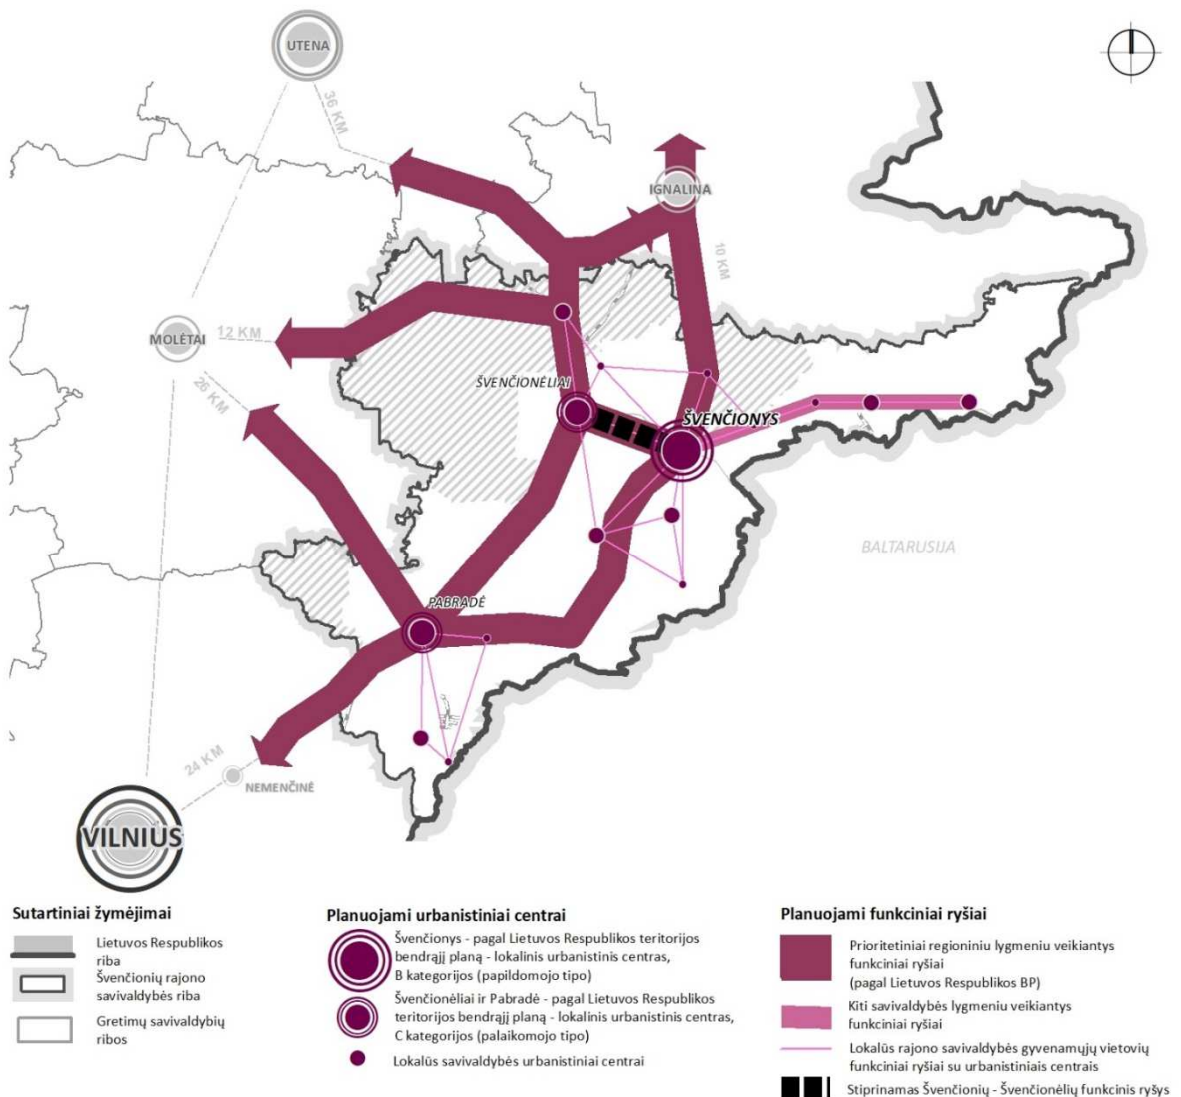 UTENA
36 KM
IGNALINA
10 KM
MOLĖTAI
12 KM
26 KM
ŠVENČIONĖLIAI
ŠVENČIONYS
BALTARUSIJA
PABRADĖ
24 KM
NEMENČINĖ
VILNIUS
Sutartiniai žymėjimai
Lietuvos Respublikos
riba
Švenčionių rajono
savivaldybės riba
Gretimų savivaldybių
ribos
Planuojami urbanistiniai centrai
Švenčionys - pagal Lietuvos Respublikos teritorijos
bendrąjį planą - lokalinis urbanistinis centras,
B kategorijos (papildomojo tipo)
Švenčionėliai ir Pabradė - pagal Lietuvos Respublikos
teritorijos bendrąjį planą - lokalinis urbanistinis centras,
C kategorijos (palaikomojo tipo)
Lokalūs savivaldybės urbanistiniai centrai
Planuojami funkciniai ryšiai
Prioritetiniai regioniniu lygmeniu veikiantys
funkciniai ryšiai
(pagal Lietuvos Respublikos BP)
Kiti savivaldybės lygmeniu veikiantys
funkciniai ryšiai
Lokalūs rajono savivaldybės gyvenamųjų vietovių
funkciniai ryšiai su urbanistiniais centrais
Stiprinamas Švenčionių - Švenčionėlių funkcinis ryšys